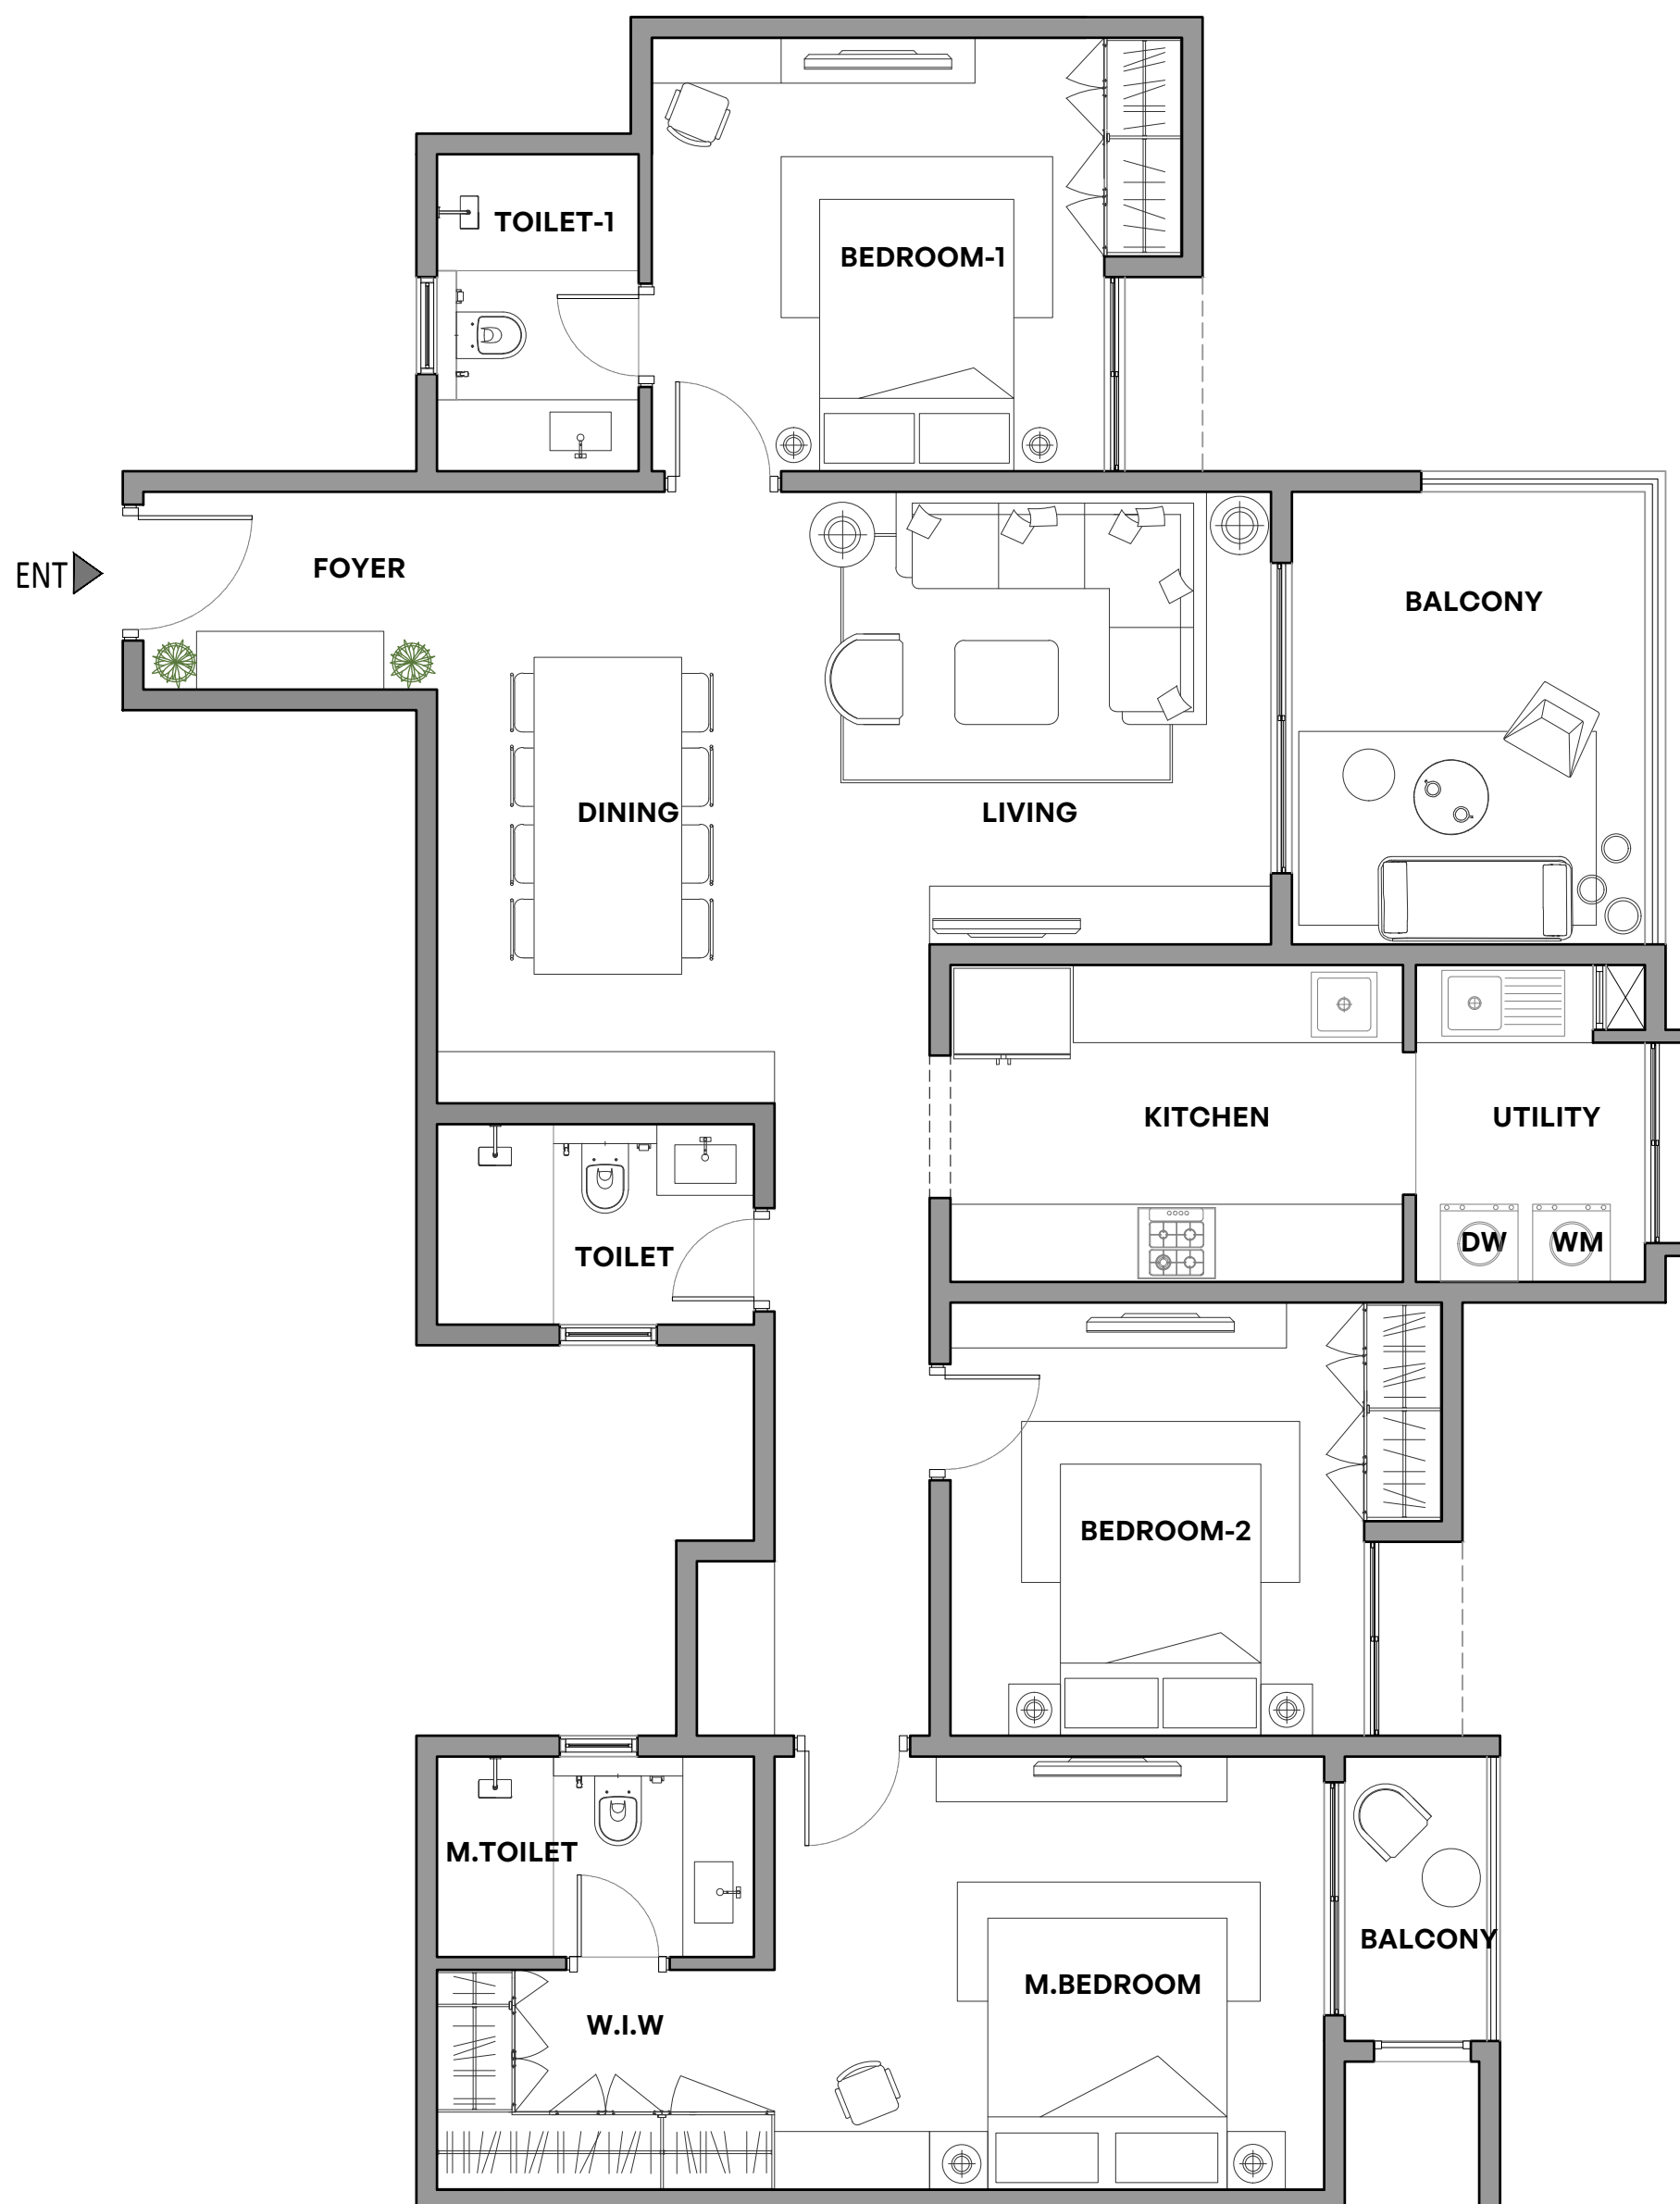 TOILET-1
BEDROOM-1
ENT
FOYER
BALCONY
DINING
LIVING
KITCHEN
UTILITY
TOILET
DW
WM
BEDROOM-2
M.TOILET
BALCONY
M.BEDROOM
W.I.W